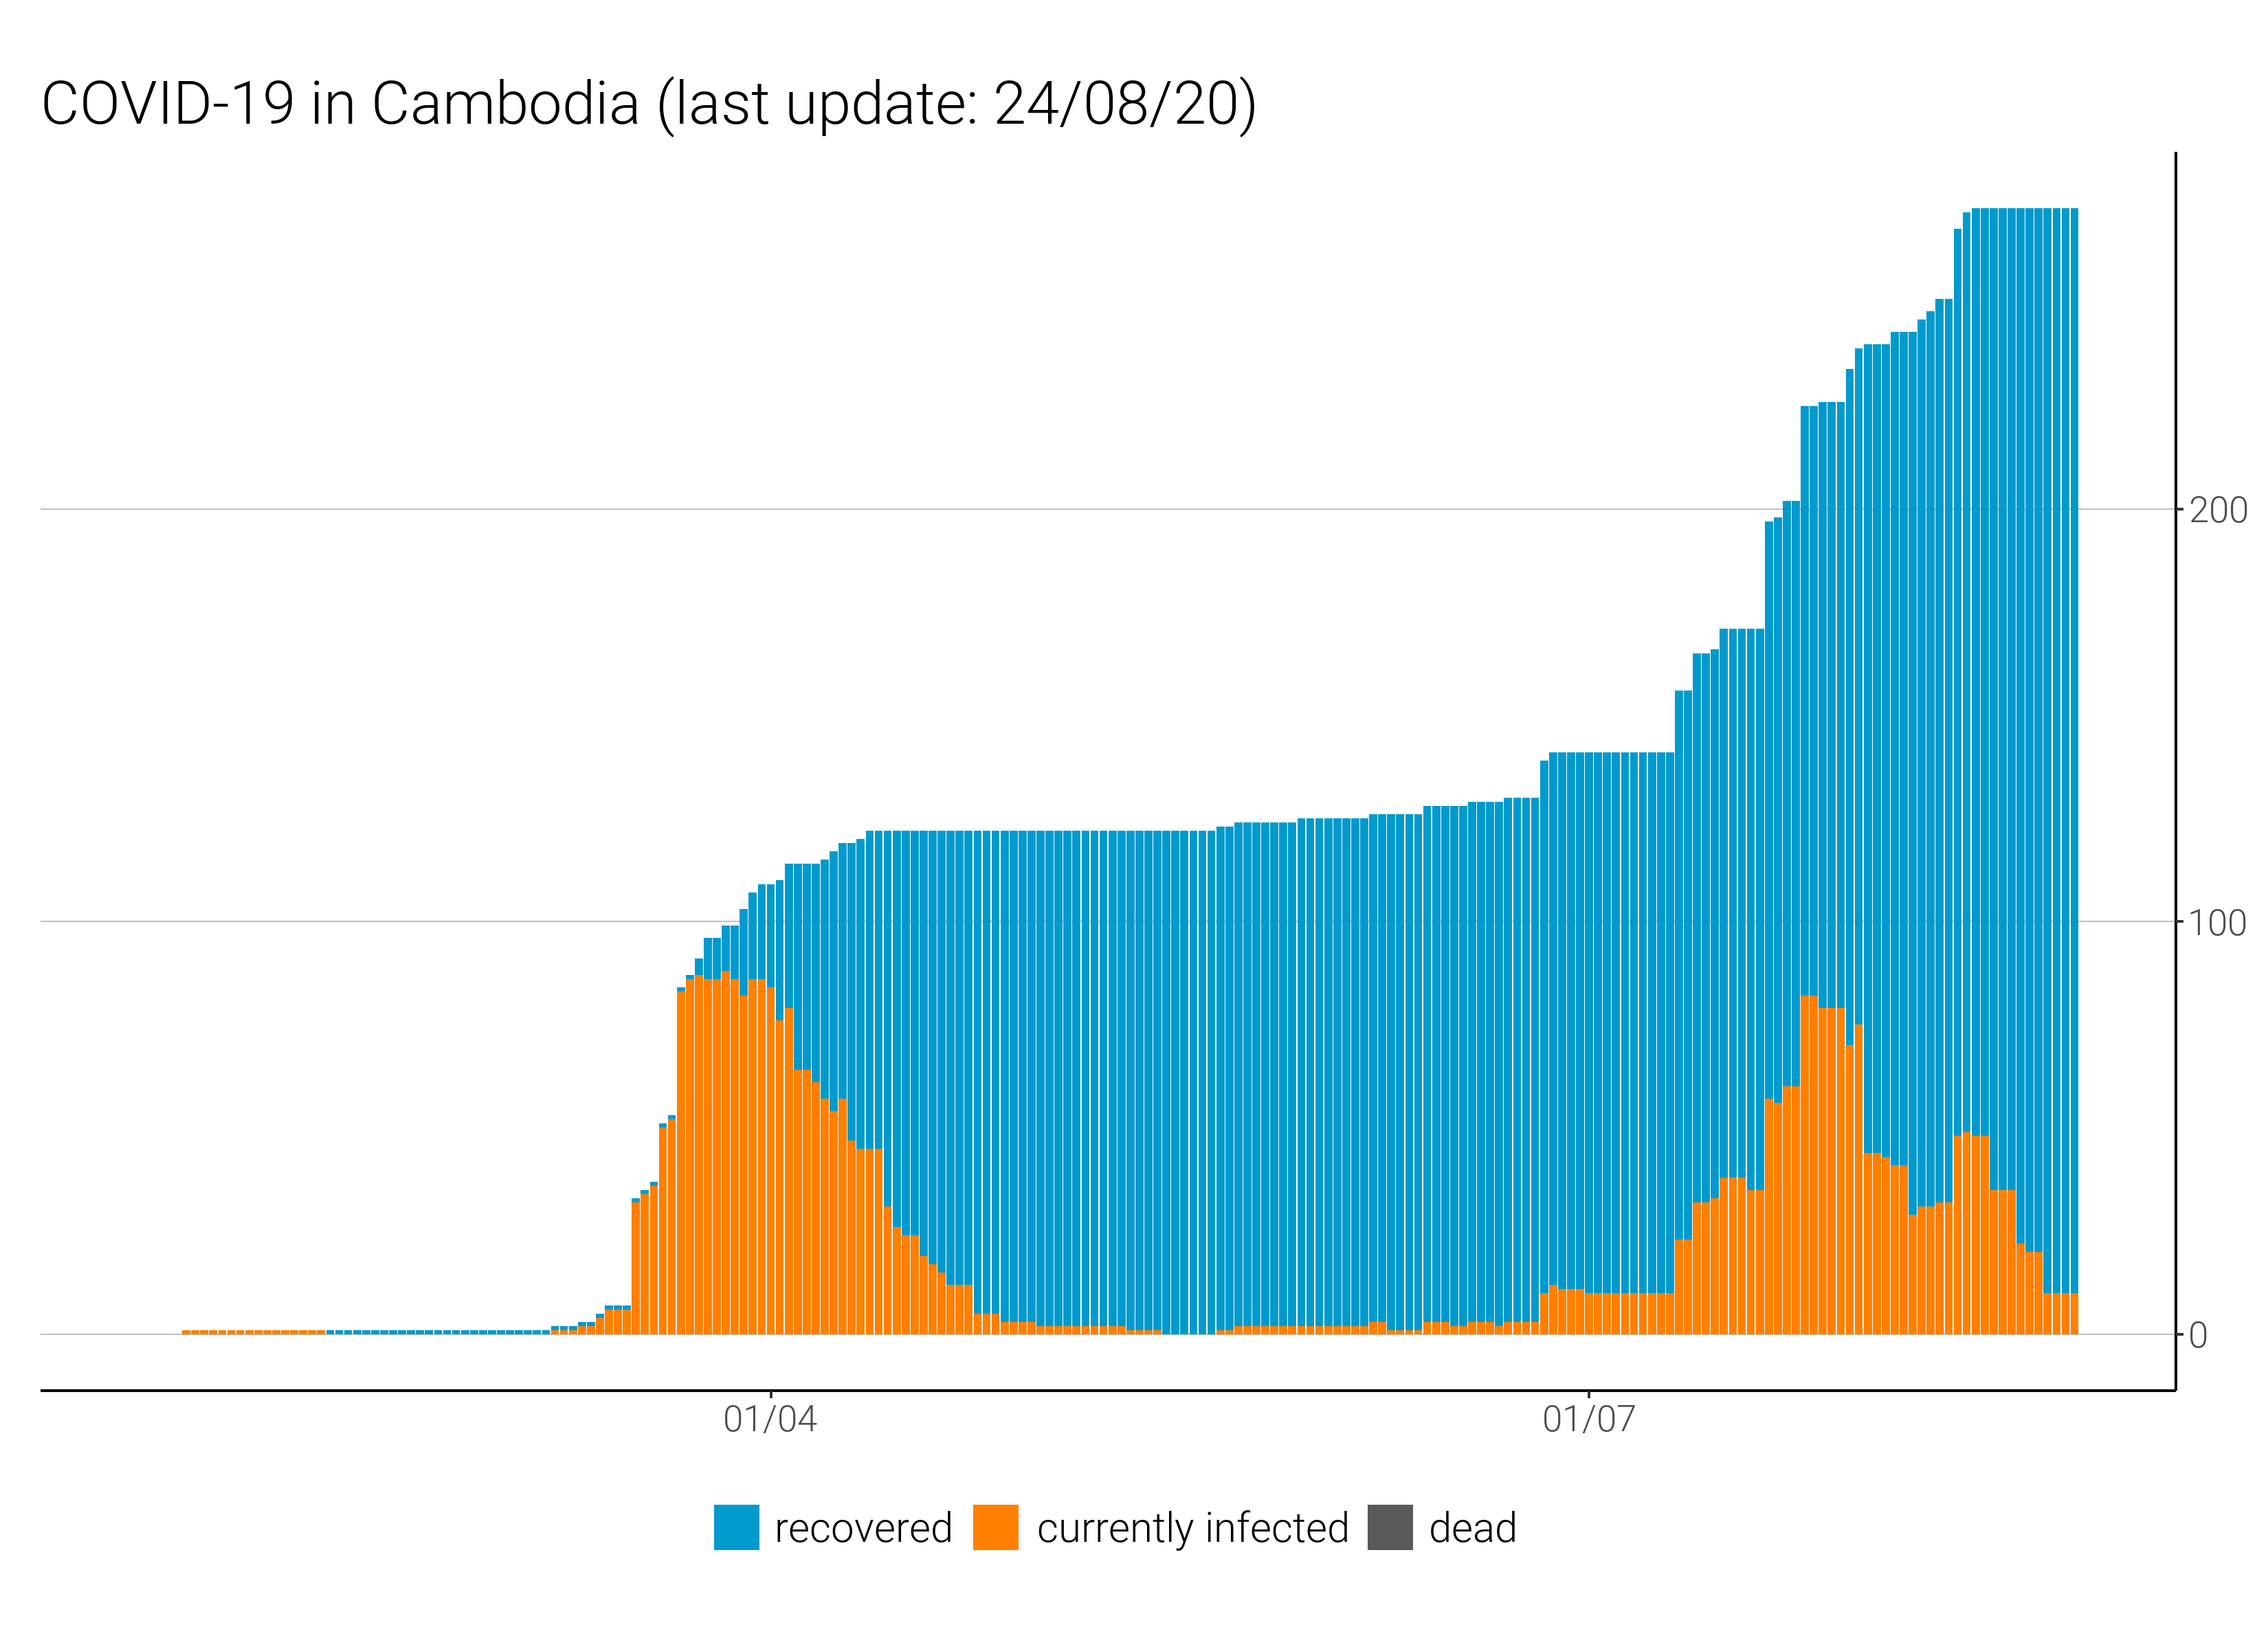 COVID-19 in Cambodia (last update: 24/08/20)
200
100
0
01/04 01/07
recovered currently infected dead